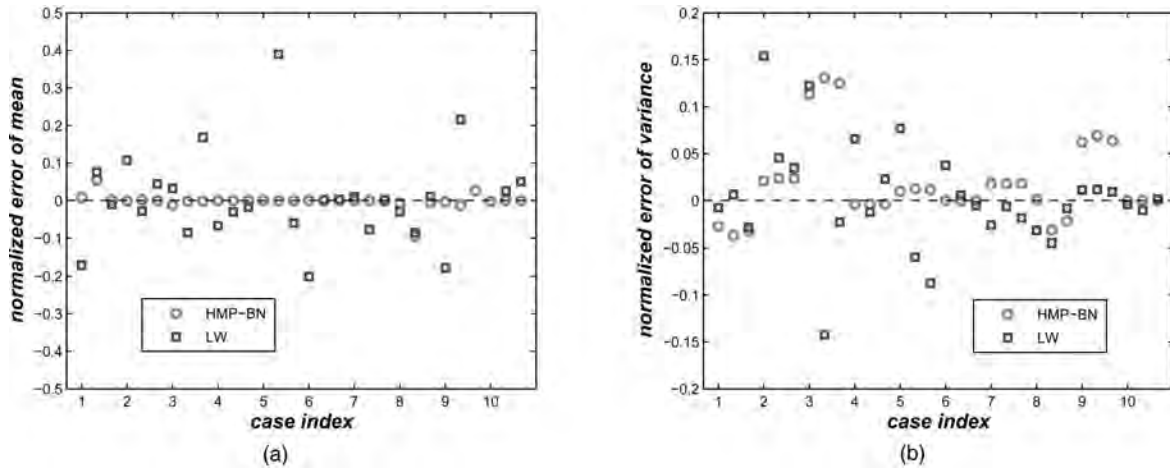 normalized error of mean
0.5
0.4
0.3
0.2
0.1
0
−0.1
−0.2
−0.3
−0.4
−0.5
HMP−BN
LW
1 2 3 4 5 6 7 8 9 10
case index
(a)
normalized error of variance
0.2
0.15
0.1
0.05
0
−0.05
−0.1
−0.15
−0.2
HMP−BN
LW
1 2 3 4 5 6 7 8 9 10
case index
(b)